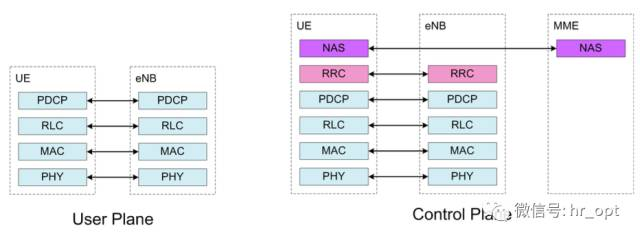 UE
eNB
PDCP
PDCP
RLC
RLC
MAC
MAC
PHY
PHY
User Plane
UE
eNB
MME
NAS
NAS
RRC
RRC
PDCP
PDCP
RLC
RLC
MAC
MAC
PHY
PHY
Control Plane
微信号: hr_opt